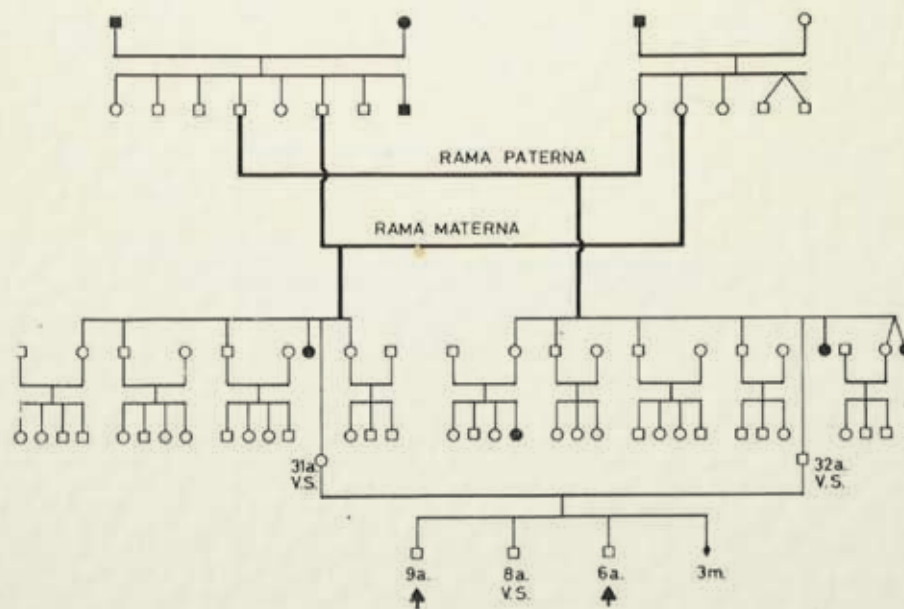 RAMA PATERNA
RAMA MATERNA
31a.
V.S.
32a.
V.S.
9a.
8a.
V.S.
6a.
3m.